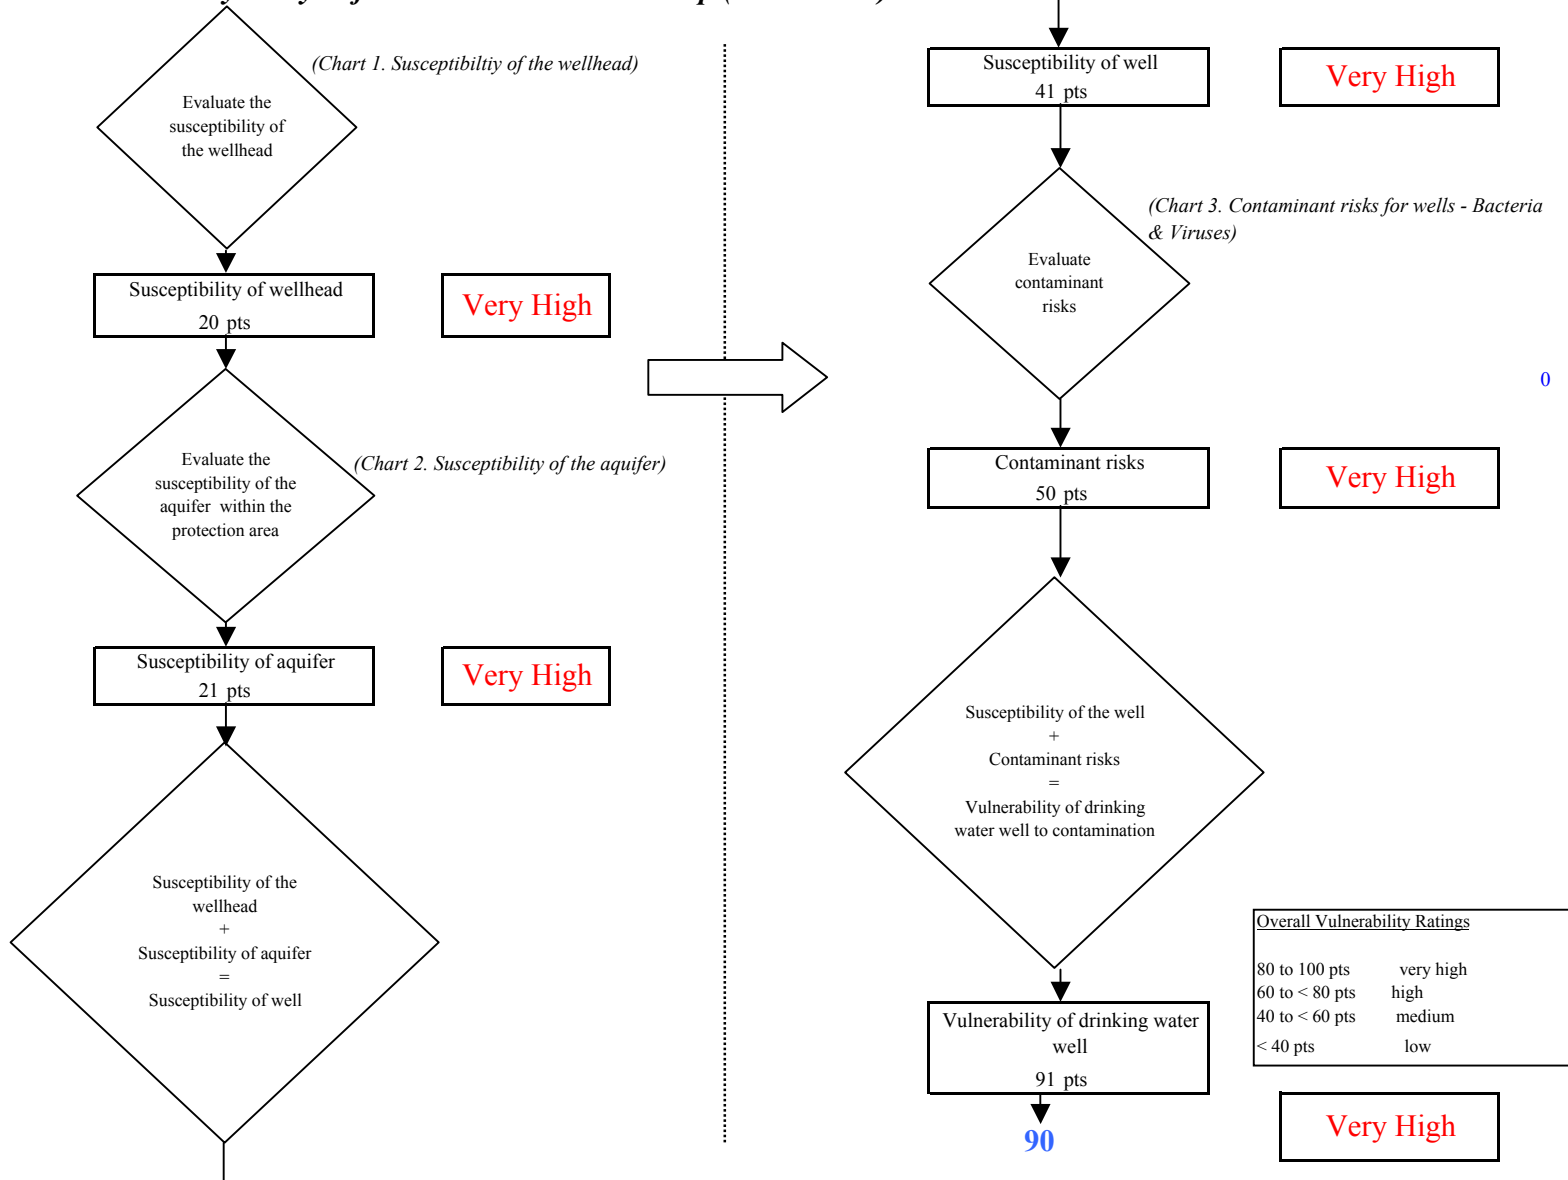 (Chart 1. Susceptibiltiy of the wellhead)
Evaluate the
susceptibility of
the wellhead
Susceptibility of wellhead
20 pts
Very High
(Chart 2. Susceptibility of the aquifer)
Evaluate the
susceptibility of the
aquifer within the
protection area
Susceptibility of aquifer
21 pts
Very High
Susceptibility of the
wellhead
+
Susceptibility of aquifer
=
Susceptibility of well
Susceptibility of well
41 pts
Very High
(Chart 3. Contaminant risks for wells - Bacteria
& Viruses)
Evaluate
contaminant
risks
0
Contaminant risks
50 pts
Very High
Susceptibility of the well
+
Contaminant risks
=
Vulnerability of drinking
water well to contamination
Overall Vulnerability Ratings
80 to 100 pts very high
60 to < 80 pts high
40 to < 60 pts medium
< 40 pts low
Vulnerability of drinking water
well
91 pts
90
Very High